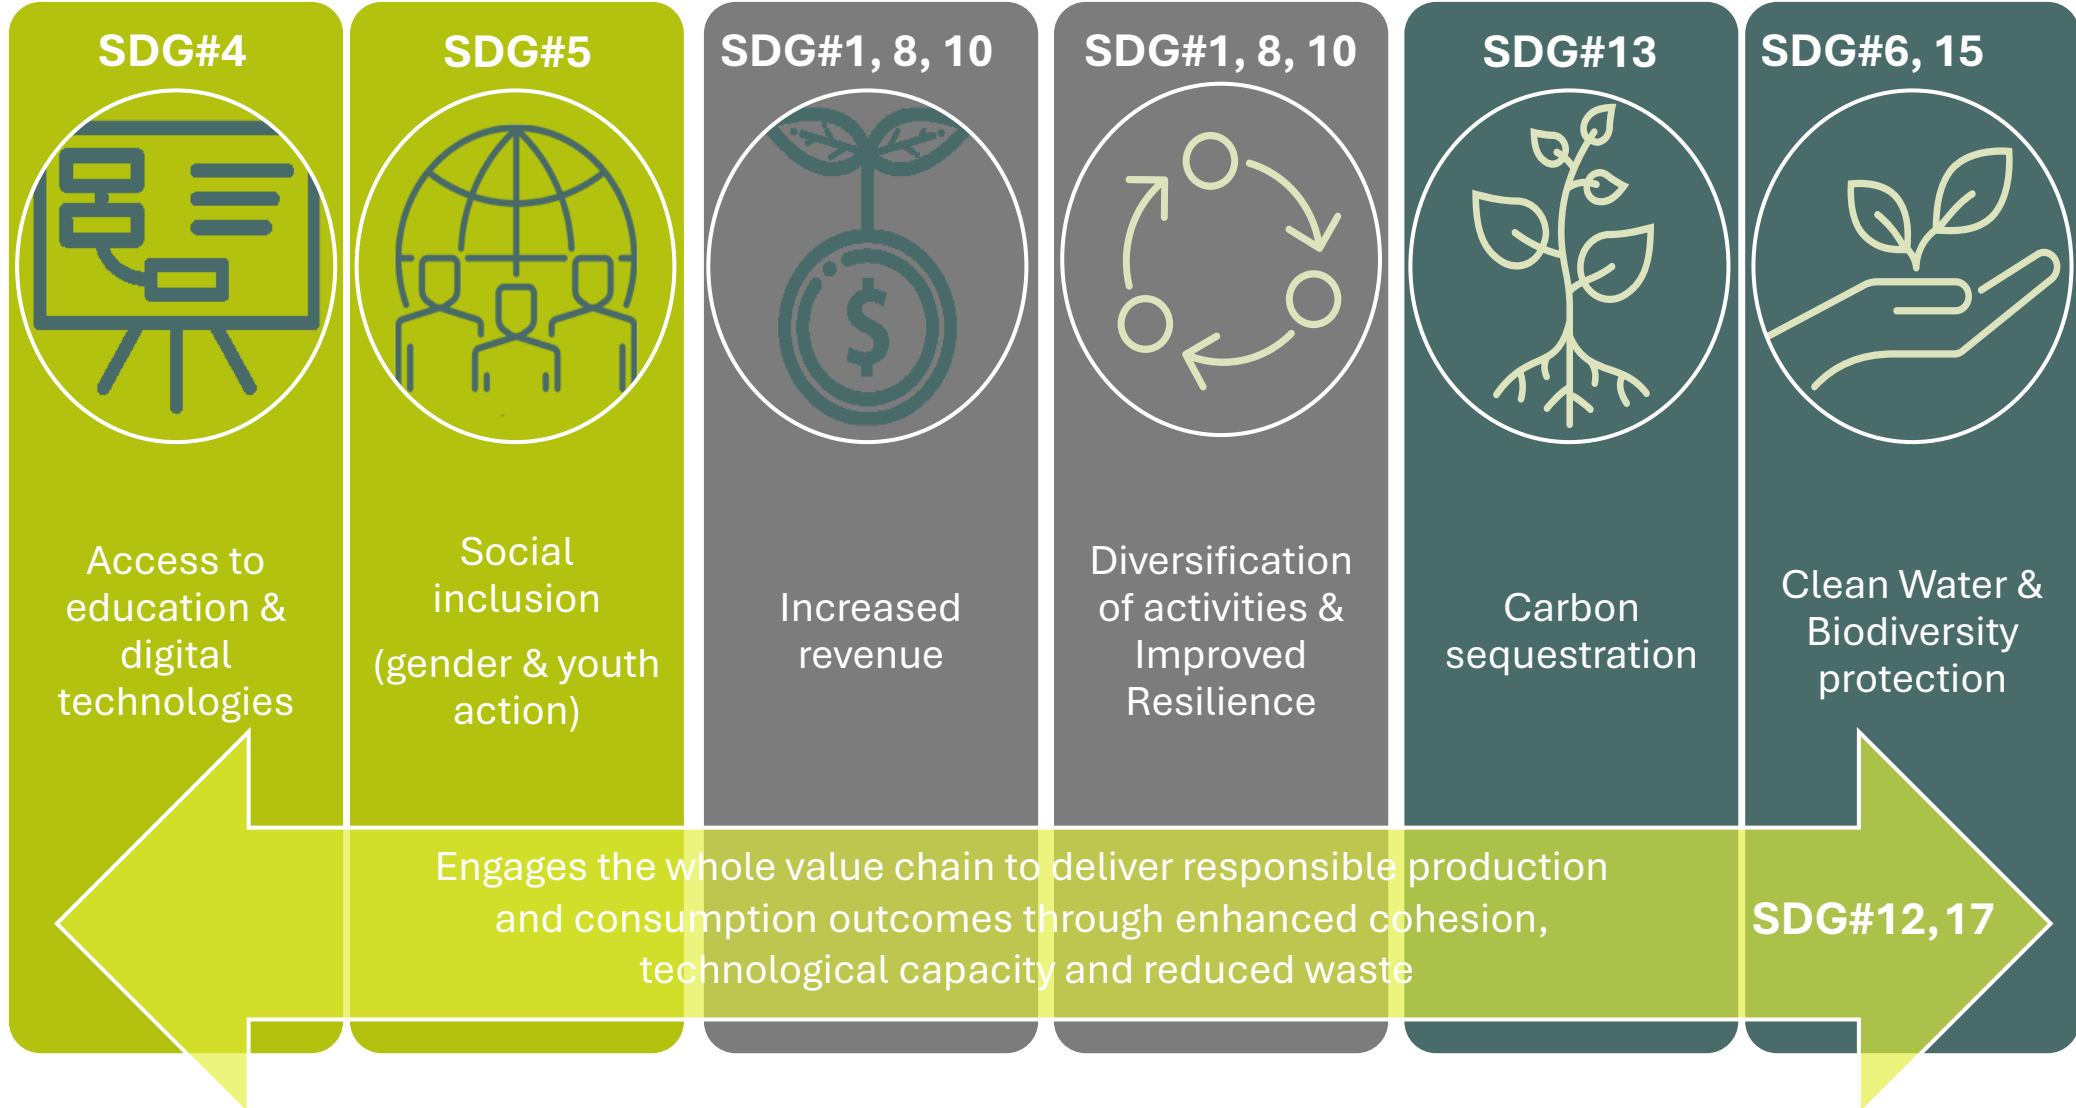 SDG#4
Access to
education &
digital
technologies
SDG#5
Social
inclusion
(gender & youth
action)
SDG#1, 8, 10
$
Increased
revenue
SDG#1, 8, 10
Diversification
of activities &
Improved
Resilience
SDG#13
Carbon
sequestration
SDG#6, 15
Clean Water &
Biodiversity
protection
Engages the whole value chain to deliver responsible production
and consumption outcomes through enhanced cohesion,
technological capacity and reduced waste
SDG#12, 17